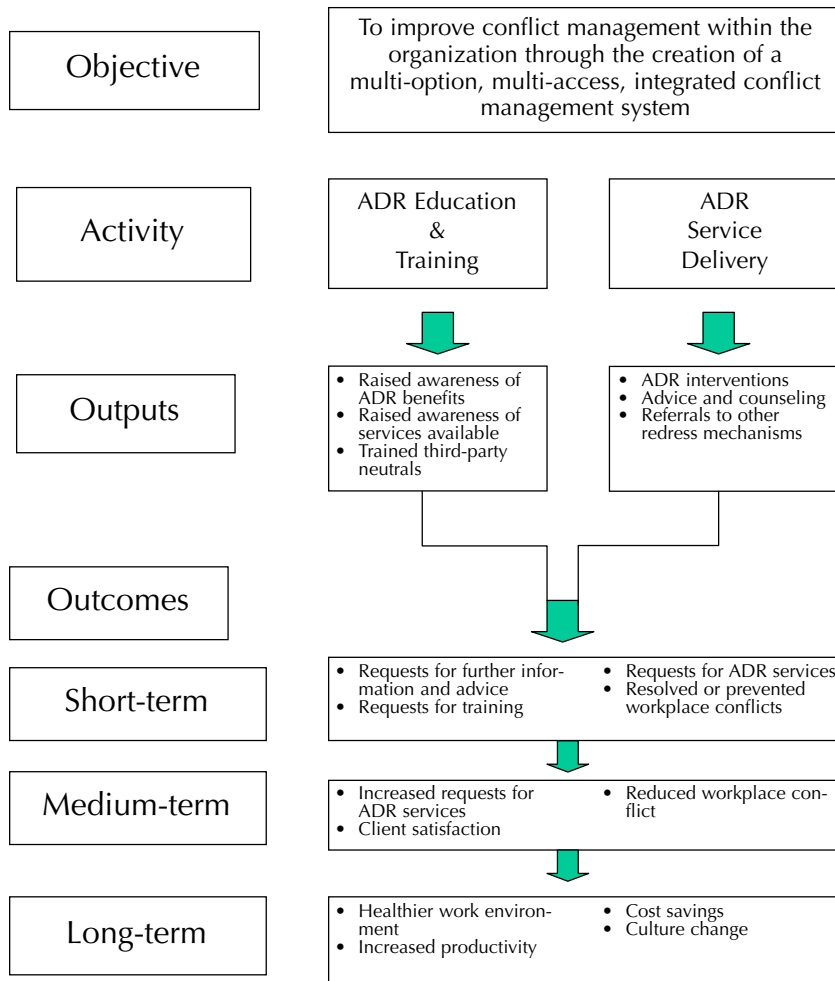 Objective
To improve conflict management within the
organization through the creation of a
multi-option, multi-access, integrated conflict
management system
Activity
ADR Education
&
Training
ADR
Service
Delivery
Outputs
• Raised awareness of
ADR benefits
• Raised awareness of
services available
• Trained third-party
neutrals
• ADR interventions
• Advice and counseling
• Referrals to other
redress mechanisms
Outcomes
Short-term
• Requests for further infor-
mation and advice
• Requests for training
• Requests for ADR services
• Resolved or prevented
workplace conflicts
Medium-term
• Increased requests for
ADR services
• Client satisfaction
• Reduced workplace con-
flict
Long-term
• Healthier work environ-
ment
• Increased productivity
• Cost savings
• Culture change